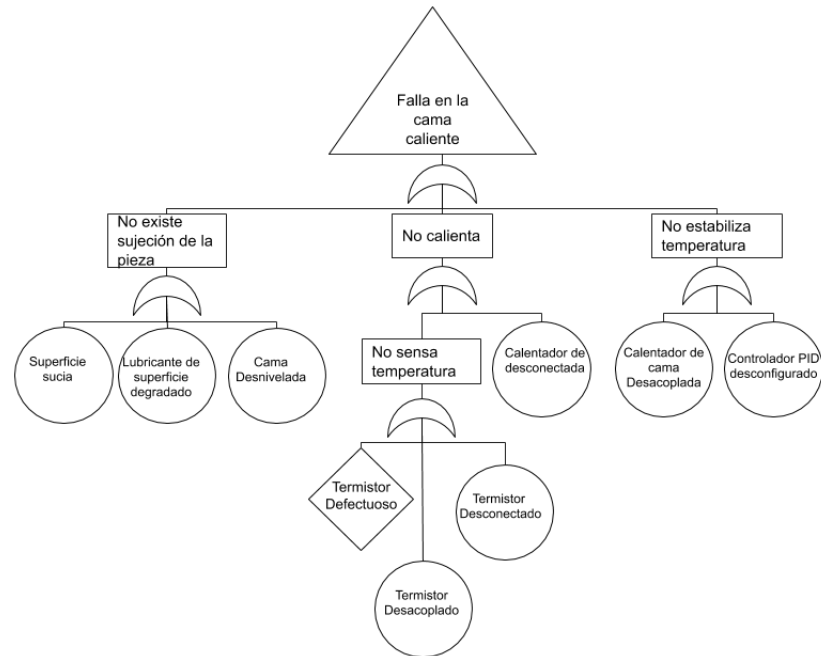 Falla en la
cama
caliente
No existe
sujeción de la
pieza
No calienta
No estabiliza
temperatura
Superficie
sucia
Lubricante de
superficie
degradado
Cama
Desnivelada
No sensa
temperatura
Calentador de
desconectada
Calentador de
cama
Desacoplada
Controlador PID
desconfigurado
Termistor
Defectuoso
Termistor
Desconectado
Termistor
Desacoplado